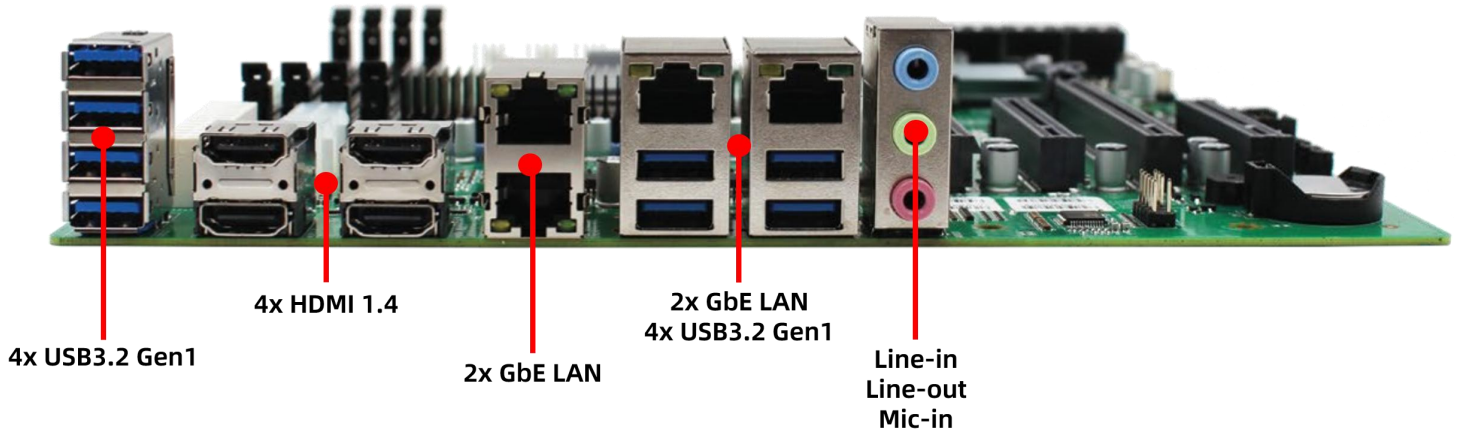 4x USB3.2 Gen1
4x HDMI 1.4
2x GbE LAN
2x GbE LAN
4x USB3.2 Gen1
Line-in
Line-out
Mic-in